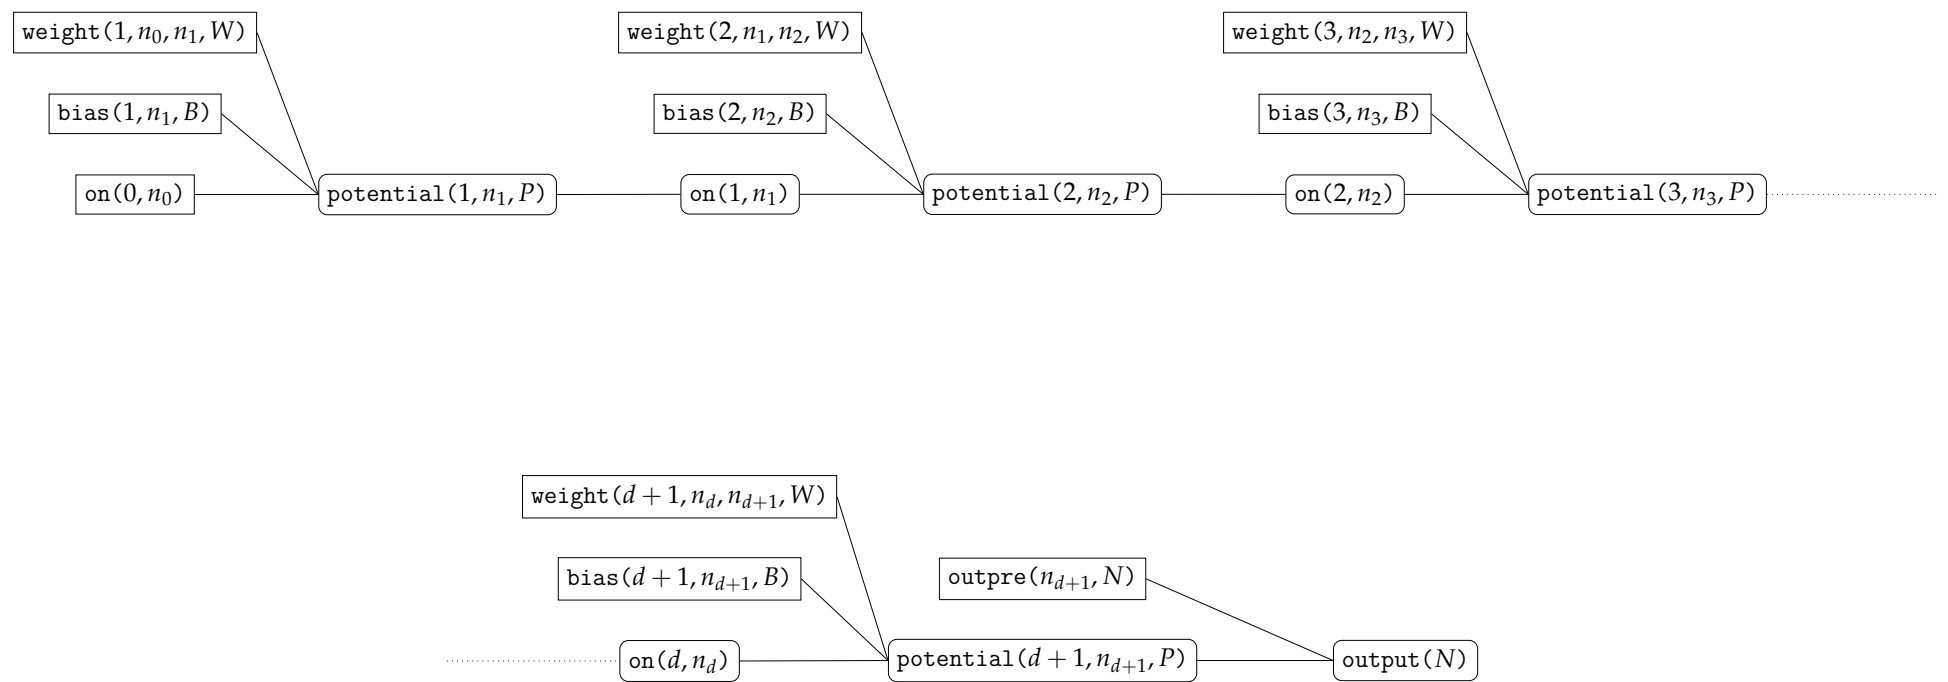 weight(1, n₀, n₁, W) weight(2, n₁, n₂, W) weight(3, n₂, n₃, W)
bias(1, n₁, B) bias(2, n₂, B) bias(3, n₃, B)
on(0, n₀) potential(1, n₁, P) on(1, n₁) potential(2, n₂, P) on(2, n₂) potential(3, n₃, P)
weight(d + 1, n_d, n_{d+1}, W)
bias(d + 1, n_{d+1}, B) outpre(n_{d+1}, N)
on(d, n_d) potential(d + 1, n_{d+1}, P) output(N)